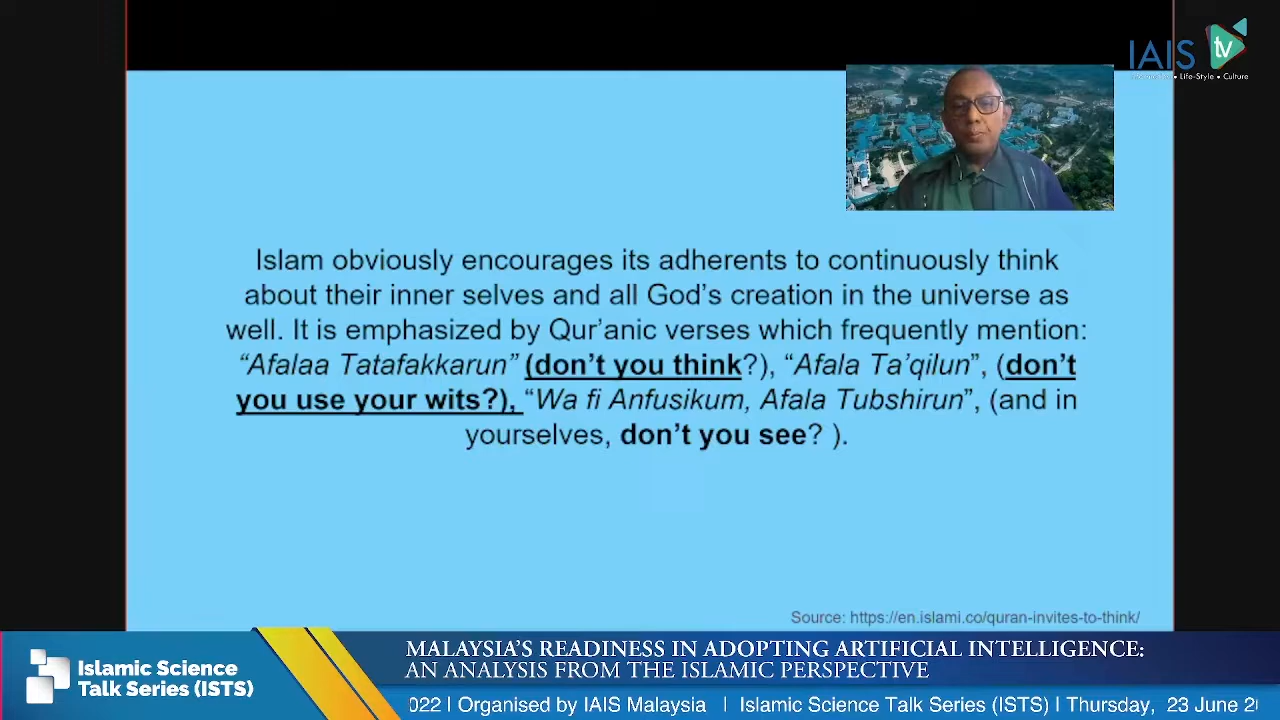 IAIS tv
• Life-Style • Culture
Islam obviously encourages its adherents to continuously think
about their inner selves and all God’s creation in the universe as
well. It is emphasized by Qur’anic verses which frequently mention:
“Afalaa Tatafakkarun” (don’t you think?), “Afala Ta’qilun”, (don’t
you use your wits?), “Wa fi Anfusikum, Afala Tubshirun”, (and in
yourselves, don’t you see? ).
Source: https://en.islami.co/quran-invites-to-think/
Islamic Science
Talk Series (ISTS)
MALAYSIA’S READINESS IN ADOPTING ARTIFICIAL INTELLIGENCE:
AN ANALYSIS FROM THE ISLAMIC PERSPECTIVE
022 I Organised by IAIS Malaysia I Islamic Science Talk Series (ISTS) I Thursday, 23 June 20